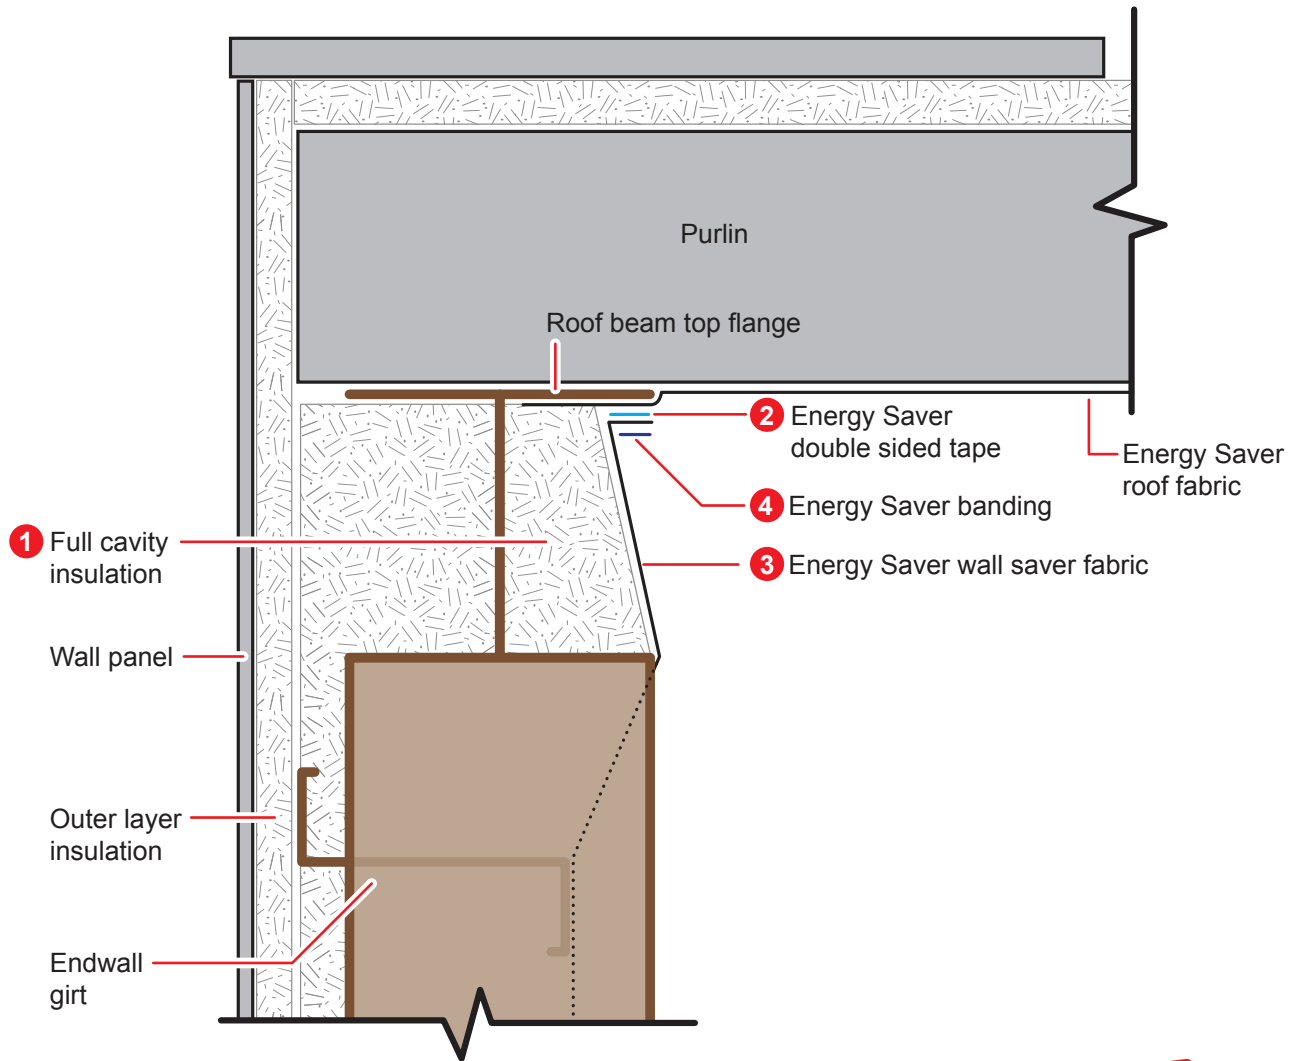 Purlin
Roof beam top flange
2 Energy Saver
double sided tape
Energy Saver
roof fabric
4 Energy Saver banding
1 Full cavity
insulation
3 Energy Saver wall saver fabric
Wall panel
Outer layer
insulation
Endwall
girt